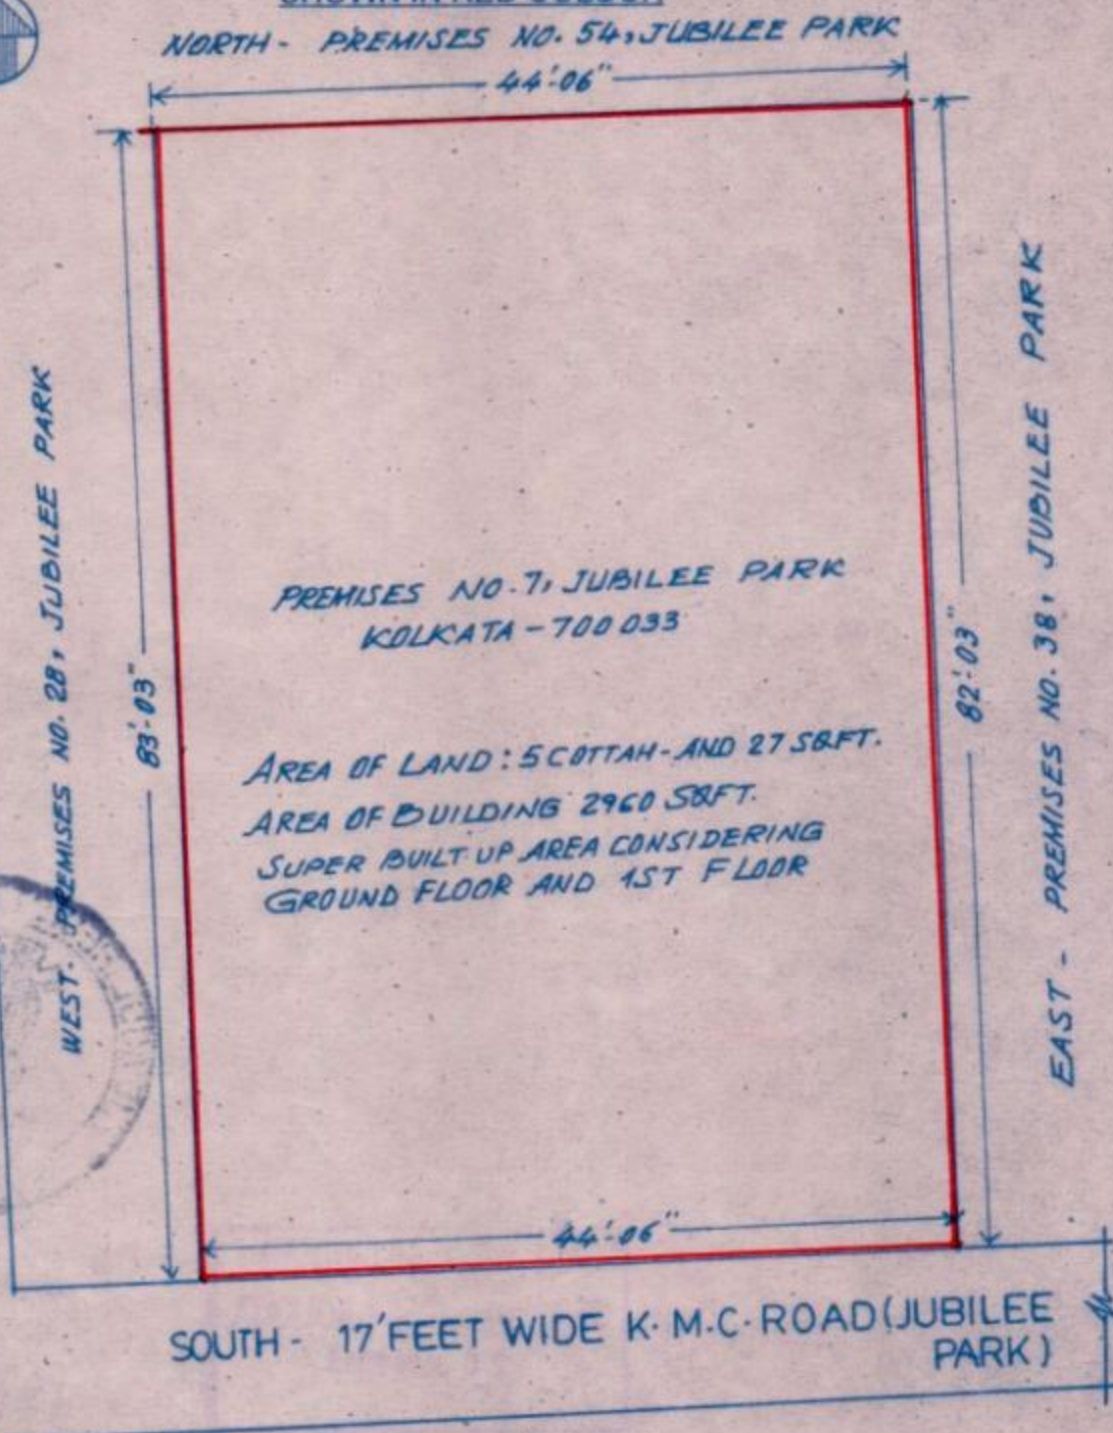 NORTH - PREMISES NO. 54, JUBILEE PARK
44'-06"
WEST - PREMISES NO. 28, JUBILEE PARK
83'-03"
PREMISES NO. 7, JUBILEE PARK
KOLKATA - 700 033
AREA OF LAND : 5 COTTAH - AND 27 SQFT.
AREA OF BUILDING 2960 SQFT.
SUPER BUILT UP AREA CONSIDERING
GROUND FLOOR AND 1ST FLOOR
82'-03"
EAST - PREMISES NO. 38, JUBILEE PARK
44'-06"
SOUTH - 17' FEET WIDE K.M.C. ROAD (JUBILEE
PARK)